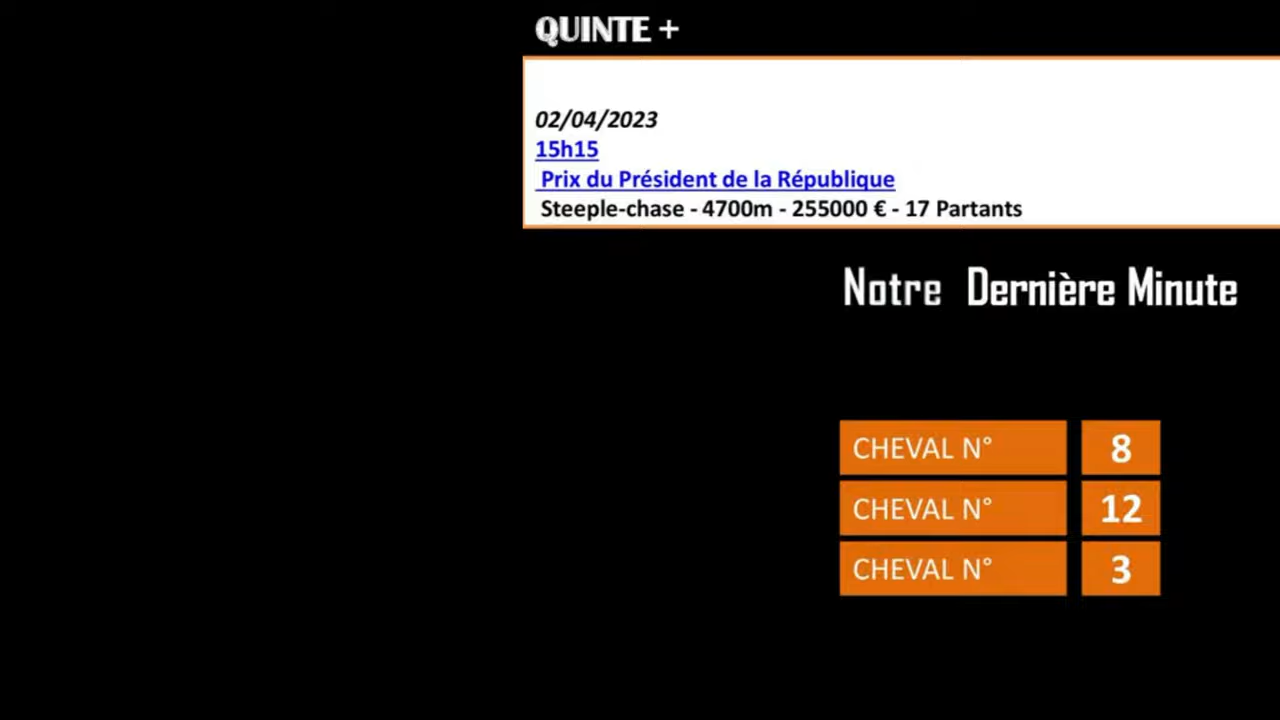 QUINTE +
02/04/2023
15h15
Prix du Président de la République
Steeple-chase - 4700m - 255000 € - 17 Partants
Notre Dernière Minute
CHEVAL N° 8
CHEVAL N° 12
CHEVAL N° 3